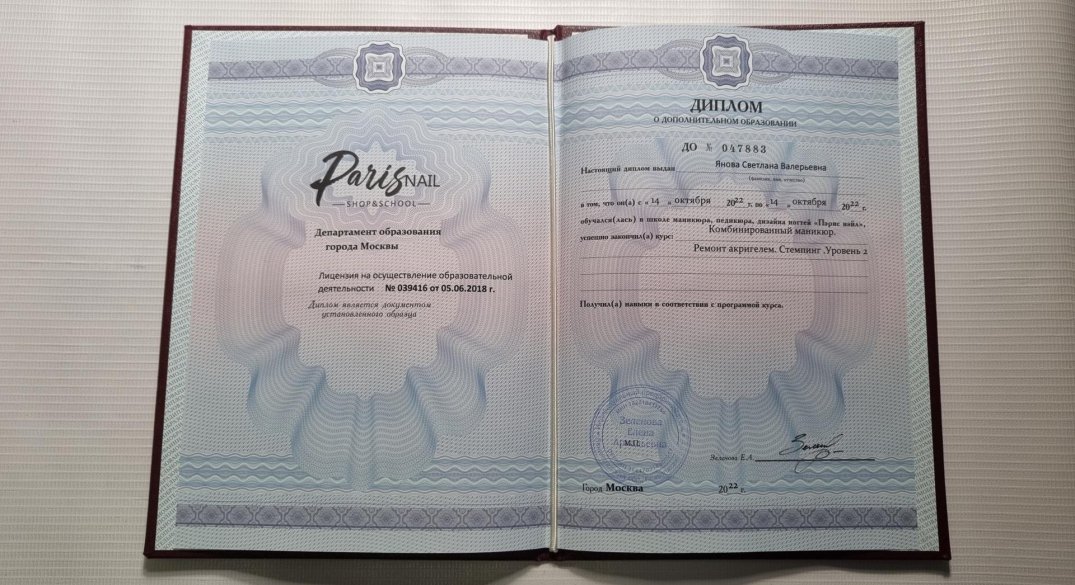 Paris NAIL
SHOP&SCHOOL
Департамент образования
города Москвы
Лицензия на осуществление образовательной
деятельности № 039416 от 05.06.2018 г.
Диплом является документом
установленного образца
ДИПЛОМ
О ДОПОЛНИТЕЛЬНОМ ОБРАЗОВАНИИ
ДО № 047883
Настоящий диплом выдан Янова Светлана Валерьевна
(фамилия, имя, отчество)
в том, что он(а) с «14 » октября 2022 г. по «14 » октября 2022 г.
обучался(лась) в школе маникюра, педикюра, дизайна ногтей «Пэрис нэйл»,
успешно закончил(а) курс: Комбинированный маникюр.
Ремонт акригелем. Стемпинг .Уровень 2
Получил(а) навыки в соответствии с программой курса.
Зеленова
Елена
М.П.
Зеленова Е.А.
Город Москва 2022 г.